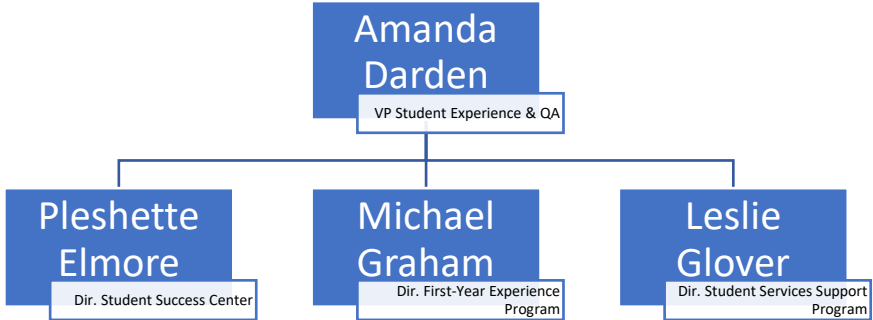 Amanda
Darden
VP Student Experience & QA
Pleshette
Elmore
Dir. Student Success Center
Michael
Graham
Dir. First-Year Experience
Program
Leslie
Glover
Dir. Student Services Support
Program